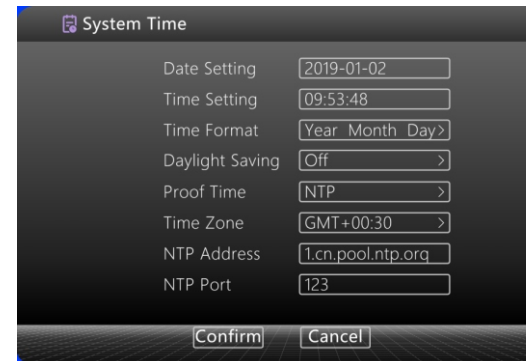 System Time
Date Setting 2019-01-02
Time Setting 09:53:48
Time Format Year Month Day>
Daylight Saving Off >
Proof Time NTP >
Time Zone GMT+00:30 >
NTP Address 1.cn.pool.ntp.org
NTP Port 123
Confirm Cancel